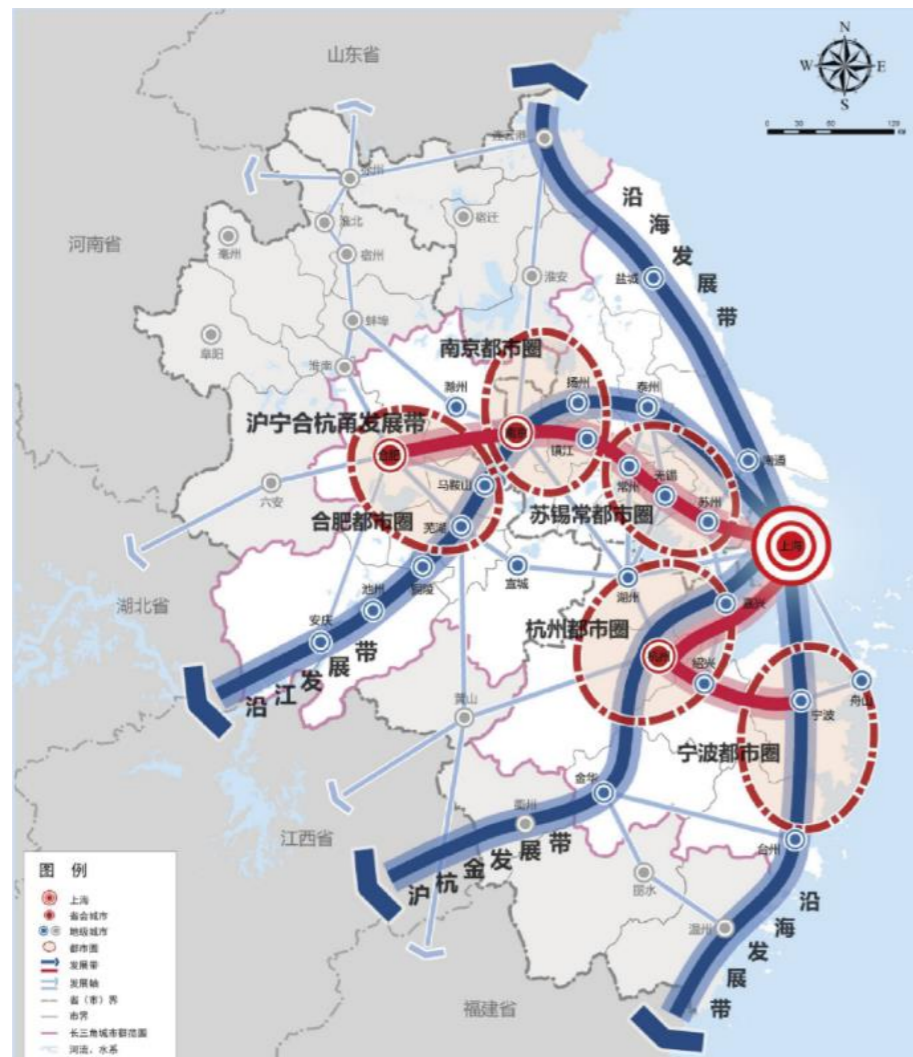 N
W
E
S
0
30
60
120
山东省
连云港
徐州
沿海发展带
河南省
淮北
宿迁
亳州
宿州
淮安
盐城
蚌埠
阜阳
南京都市圈
淮南
滁州
扬州
泰州
沪宁合杭甬发展带
南京
镇江
合肥
无锡
南通
常州
六安
马鞍山
苏州
合肥都市圈
苏锡常都市圈
芜湖
上海
湖北省
铜陵
宣城
湖州
池州
嘉兴
安庆
杭州都市圈
杭州
绍兴
沿江发展带
舟山
黄山
宁波
宁波都市圈
金华
江西省
衢州
台州
沪杭金发展带
丽水
沿海发展带
温州
福建省
图 例
上海
省会城市
地级城市
都市圈
发展带
发展轴
省（市）界
市界
长三角城市群范围
河流、水系